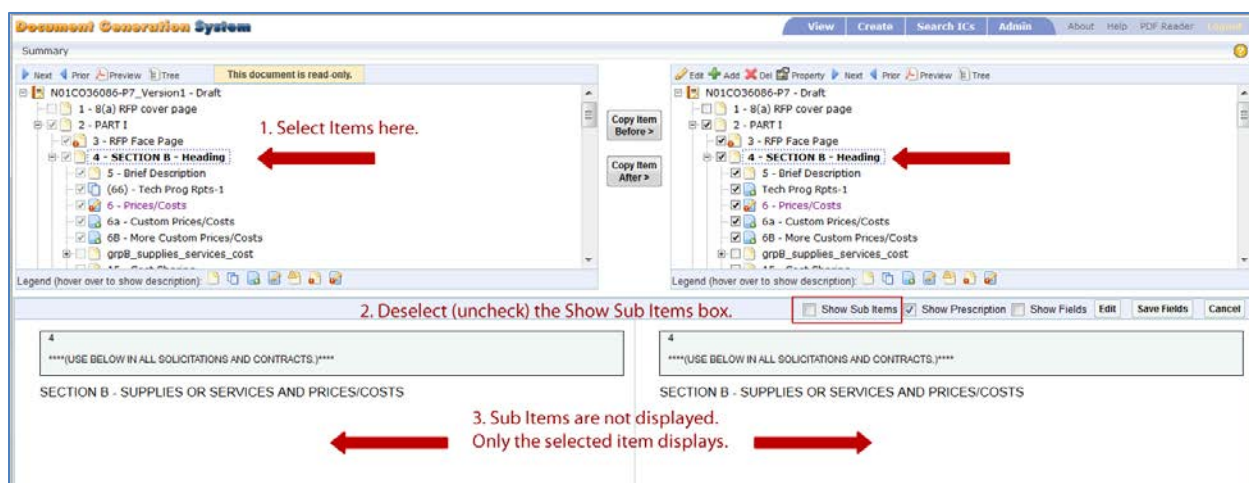 Document Generation System
View Create Search ICs Admin About Help PDF Reader Logout
Summary
Next Prior Preview Tree This document is read-only.
N01CO36086-P7_Version1 - Draft
1 - 8(a) RFP cover page
2 - PART I
3 - RFP Face Page
4 - SECTION B - Heading
5 - Brief Description
(66) - Tech Prog Rpts-1
6 - Prices/Costs
6a - Custom Prices/Costs
6B - More Custom Prices/Costs
grpB_supplies_services_cost
15 - Cost Sharing
Legend (hover over to show description):
1. Select Items here.
Copy Item
Before >
Copy Item
After >
Edit Add Del Property Next Prior Preview Tree
N01CO36086-P7 - Draft
1 - 8(a) RFP cover page
2 - PART I
3 - RFP Face Page
4 - SECTION B - Heading
5 - Brief Description
Tech Prog Rpts-1
6 - Prices/Costs
6a - Custom Prices/Costs
6B - More Custom Prices/Costs
grpB_supplies_services_cost
15 - Cost Sharing
Legend (hover over to show description):
2. Deselect (uncheck) the Show Sub Items box.
Show Sub Items Show Prescription Show Fields Edit Save Fields Cancel
4
****(USE BELOW IN ALL SOLICITATIONS AND CONTRACTS.)****
SECTION B - SUPPLIES OR SERVICES AND PRICES/COSTS
4
****(USE BELOW IN ALL SOLICITATIONS AND CONTRACTS.)****
SECTION B - SUPPLIES OR SERVICES AND PRICES/COSTS
3. Sub Items are not displayed.
Only the selected item displays.